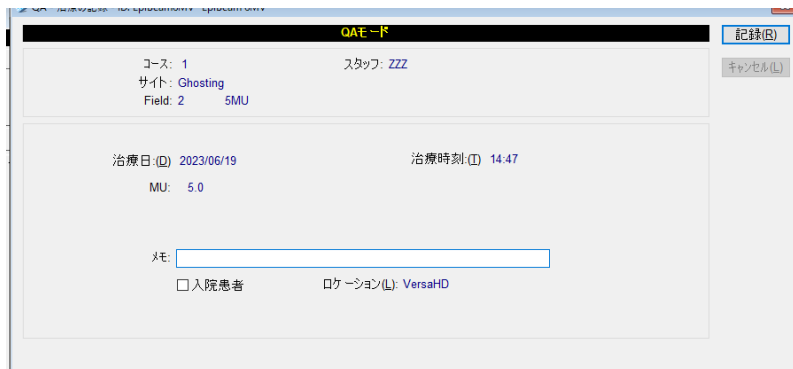 QAモード
記録(R)
コース: 1 スタッフ: ZZZ
キャンセル(L)
サイト: Ghosting
Field: 2 5MU
治療日:(D) 2023/06/19 治療時刻:(T) 14:47
MU: 5.0
メモ:
入院患者 ロケーション(L): VersaHD